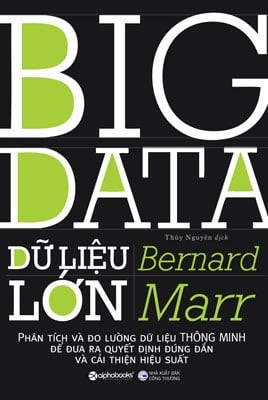 BIG
DATA
Thủy Nguyên dịch
DỮ LIỆU
LỚN
Bernard
Marr
PHÂN TÍCH VÀ ĐO LƯỜNG DỮ LIỆU THÔNG MINH
ĐỂ ĐƯA RA QUYẾT ĐỊNH ĐÚNG ĐẮN
VÀ CẢI THIỆN HIỆU SUẤT
alphabooks
NHÀ XUẤT BẢN
CÔNG THƯƠNG